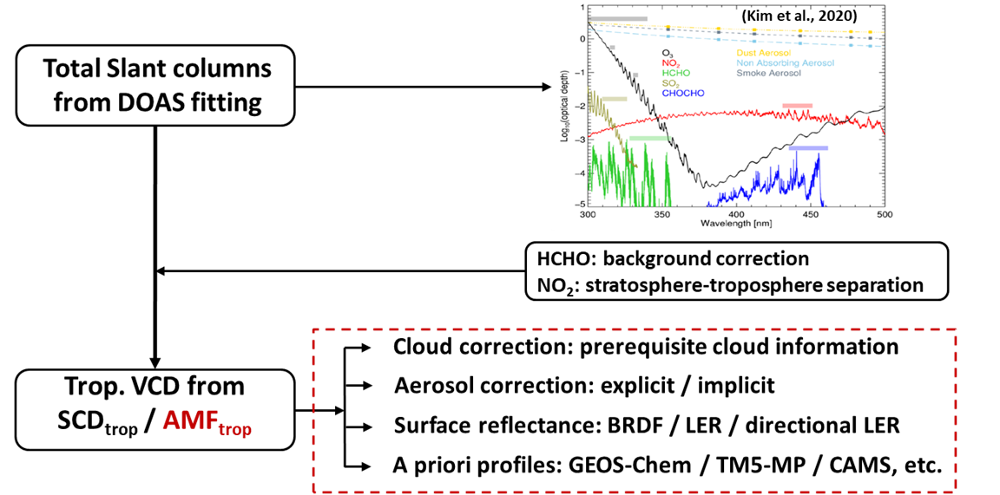 Total Slant columns
from DOAS fitting
(Kim et al., 2020)
1
0
−1
−2
−3
−4
−5
Log₁₀(optical depth)
O₃
NO₂
HCHO
SO₂
CHOCHO
Dust Aerosol
Non Absorbing Aerosol
Smoke Aerosol
300 350 400 450 500
Wavelength [nm]
HCHO: background correction
NO₂: stratosphere-troposphere separation
Trop. VCD from
SCDtrop / AMFtrop
Cloud correction: prerequisite cloud information
Aerosol correction: explicit / implicit
Surface reflectance: BRDF / LER / directional LER
A priori profiles: GEOS-Chem / TM5-MP / CAMS, etc.